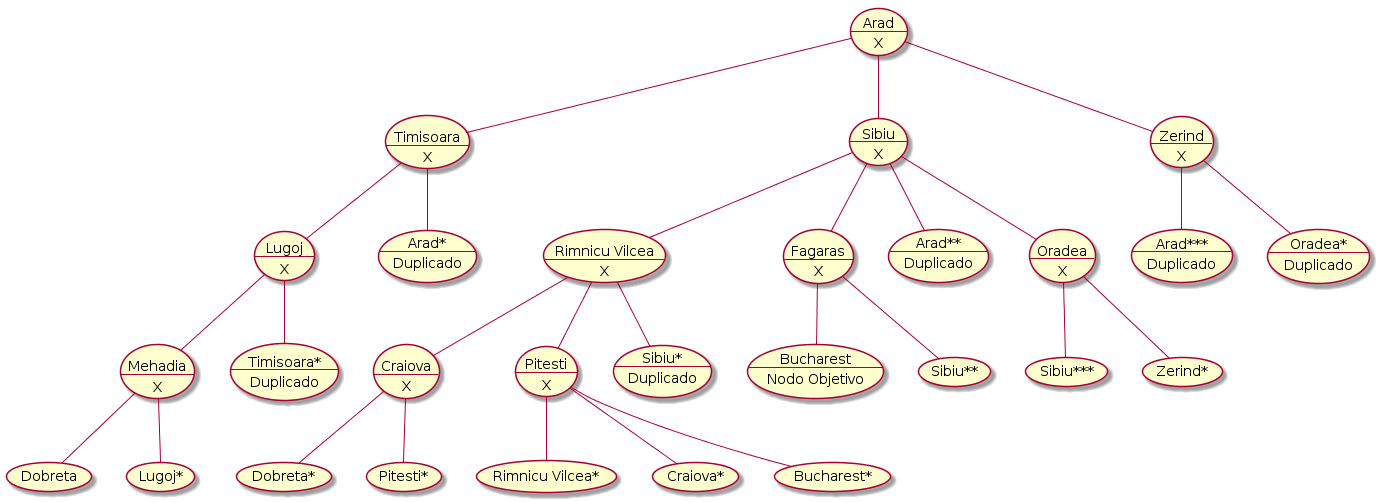 Arad
X
Timisoara
X
Sibiu
X
Zerind
X
Lugoj
X
Arad*
Duplicado
Rimnicu Vilcea
X
Fagaras
X
Arad**
Duplicado
Oradea
X
Arad***
Duplicado
Oradea*
Duplicado
Mehadia
X
Timisoara*
Duplicado
Craiova
X
Pitesti
X
Sibiu*
Duplicado
Bucharest
Nodo Objetivo
Sibiu**
Sibiu***
Zerind*
Dobreta
Lugoj*
Dobreta*
Pitesti*
Rimnicu Vilcea*
Craiova*
Bucharest*